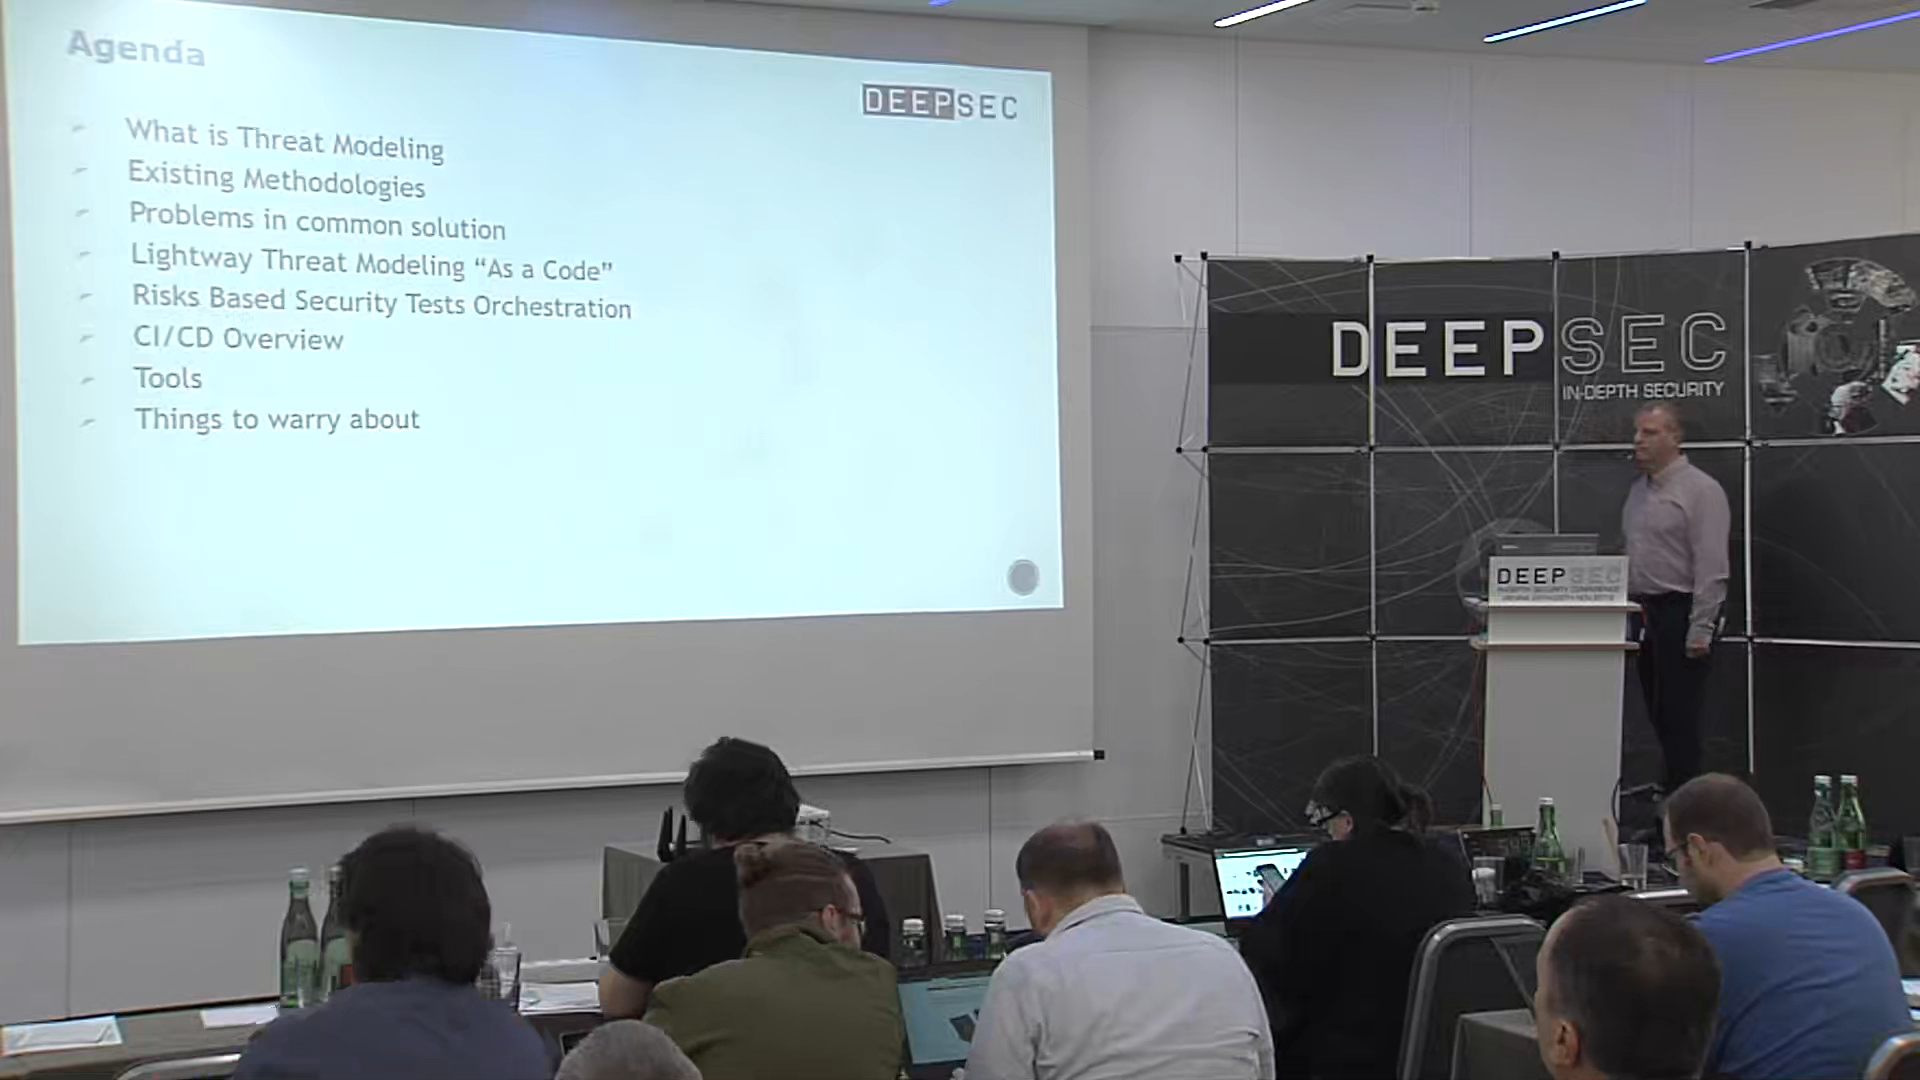 Agenda
DEEPSEC
What is Threat Modeling
Existing Methodologies
Problems in common solution
Lightway Threat Modeling “As a Code”
Risks Based Security Tests Orchestration
CI/CD Overview
Tools
Things to warry about
DEEPSEC
IN-DEPTH SECURITY
DEEPSEC